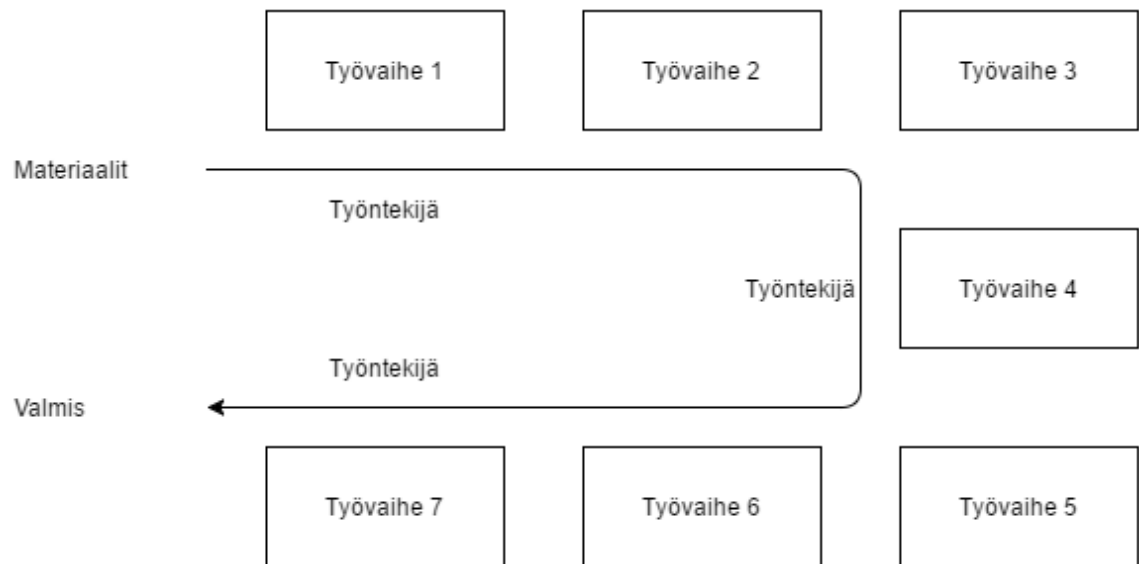 Työvaihe 1
Työvaihe 2
Työvaihe 3
Materiaalit
Työntekijä
Työntekijä
Työvaihe 4
Työntekijä
Valmis
Työvaihe 7
Työvaihe 6
Työvaihe 5